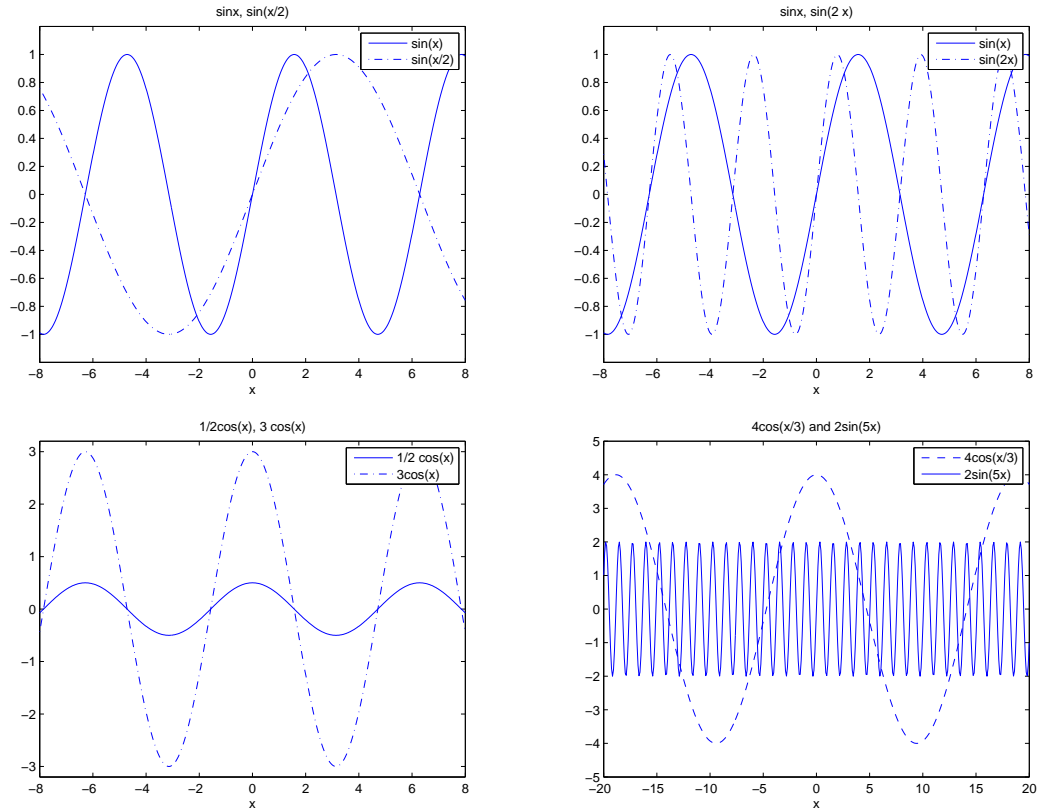 sinx, sin(x/2)
sin(x)
sin(x/2)
1
0.8
0.6
0.4
0.2
0
−0.2
−0.4
−0.6
−0.8
−1
−8 −6 −4 −2 0 2 4 6 8
x
sinx, sin(2 x)
sin(x)
sin(2x)
1
0.8
0.6
0.4
0.2
0
−0.2
−0.4
−0.6
−0.8
−1
−8 −6 −4 −2 0 2 4 6 8
x
1/2cos(x), 3 cos(x)
1/2 cos(x)
3cos(x)
3
2
1
0
−1
−2
−3
−8 −6 −4 −2 0 2 4 6 8
x
4cos(x/3) and 2sin(5x)
4cos(x/3)
2sin(5x)
5
4
3
2
1
0
−1
−2
−3
−4
−5
−20 −15 −10 −5 0 5 10 15 20
x